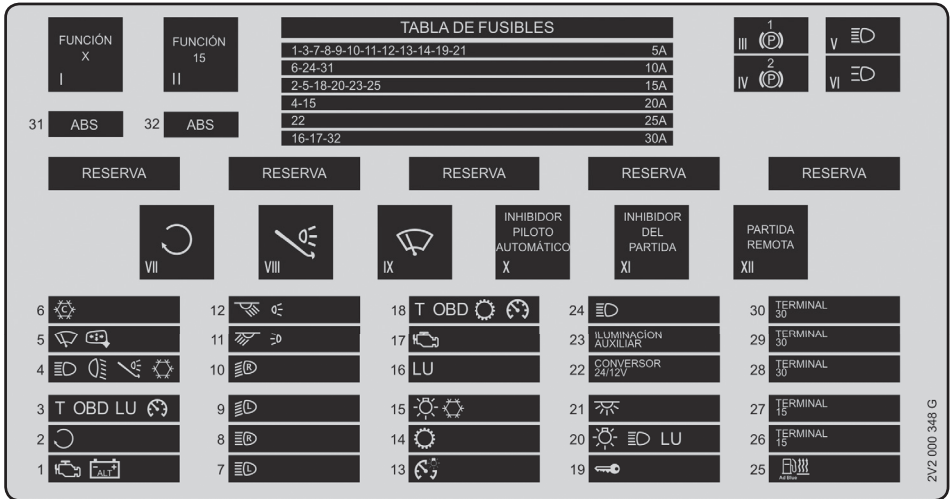 FUNCIÓN
X
I
FUNCIÓN
15
II
TABLA DE FUSIBLES
1-3-7-8-9-10-11-12-13-14-19-21 5A
6-24-31 10A
2-5-18-20-23-25 15A
4-15 20A
22 25A
16-17-32 30A
1
III (P)
V
2
IV (P)
VI
31 ABS
32 ABS
RESERVA RESERVA RESERVA RESERVA RESERVA
VII
VIII
IX
INHIBIDOR
PILOTO
AUTOMÁTICO
X
INHIBIDOR
DEL
PARTIDA
XI
PARTIDA
REMOTA
XII
6 C
5
4
3 T OBD LU
2
1 ALT
12
11
10 R
9 L
8 R
7 L
18 T OBD
17
16 LU
15
14
13
24
23 ILUMINACÍON
AUXILIAR
22 CONVERSOR
24/12V
21
20 LU
19
30 TERMINAL
30
29 TERMINAL
30
28 TERMINAL
30
27 TERMINAL
15
26 TERMINAL
15
25 Ad Blue
2V2 000 348 G